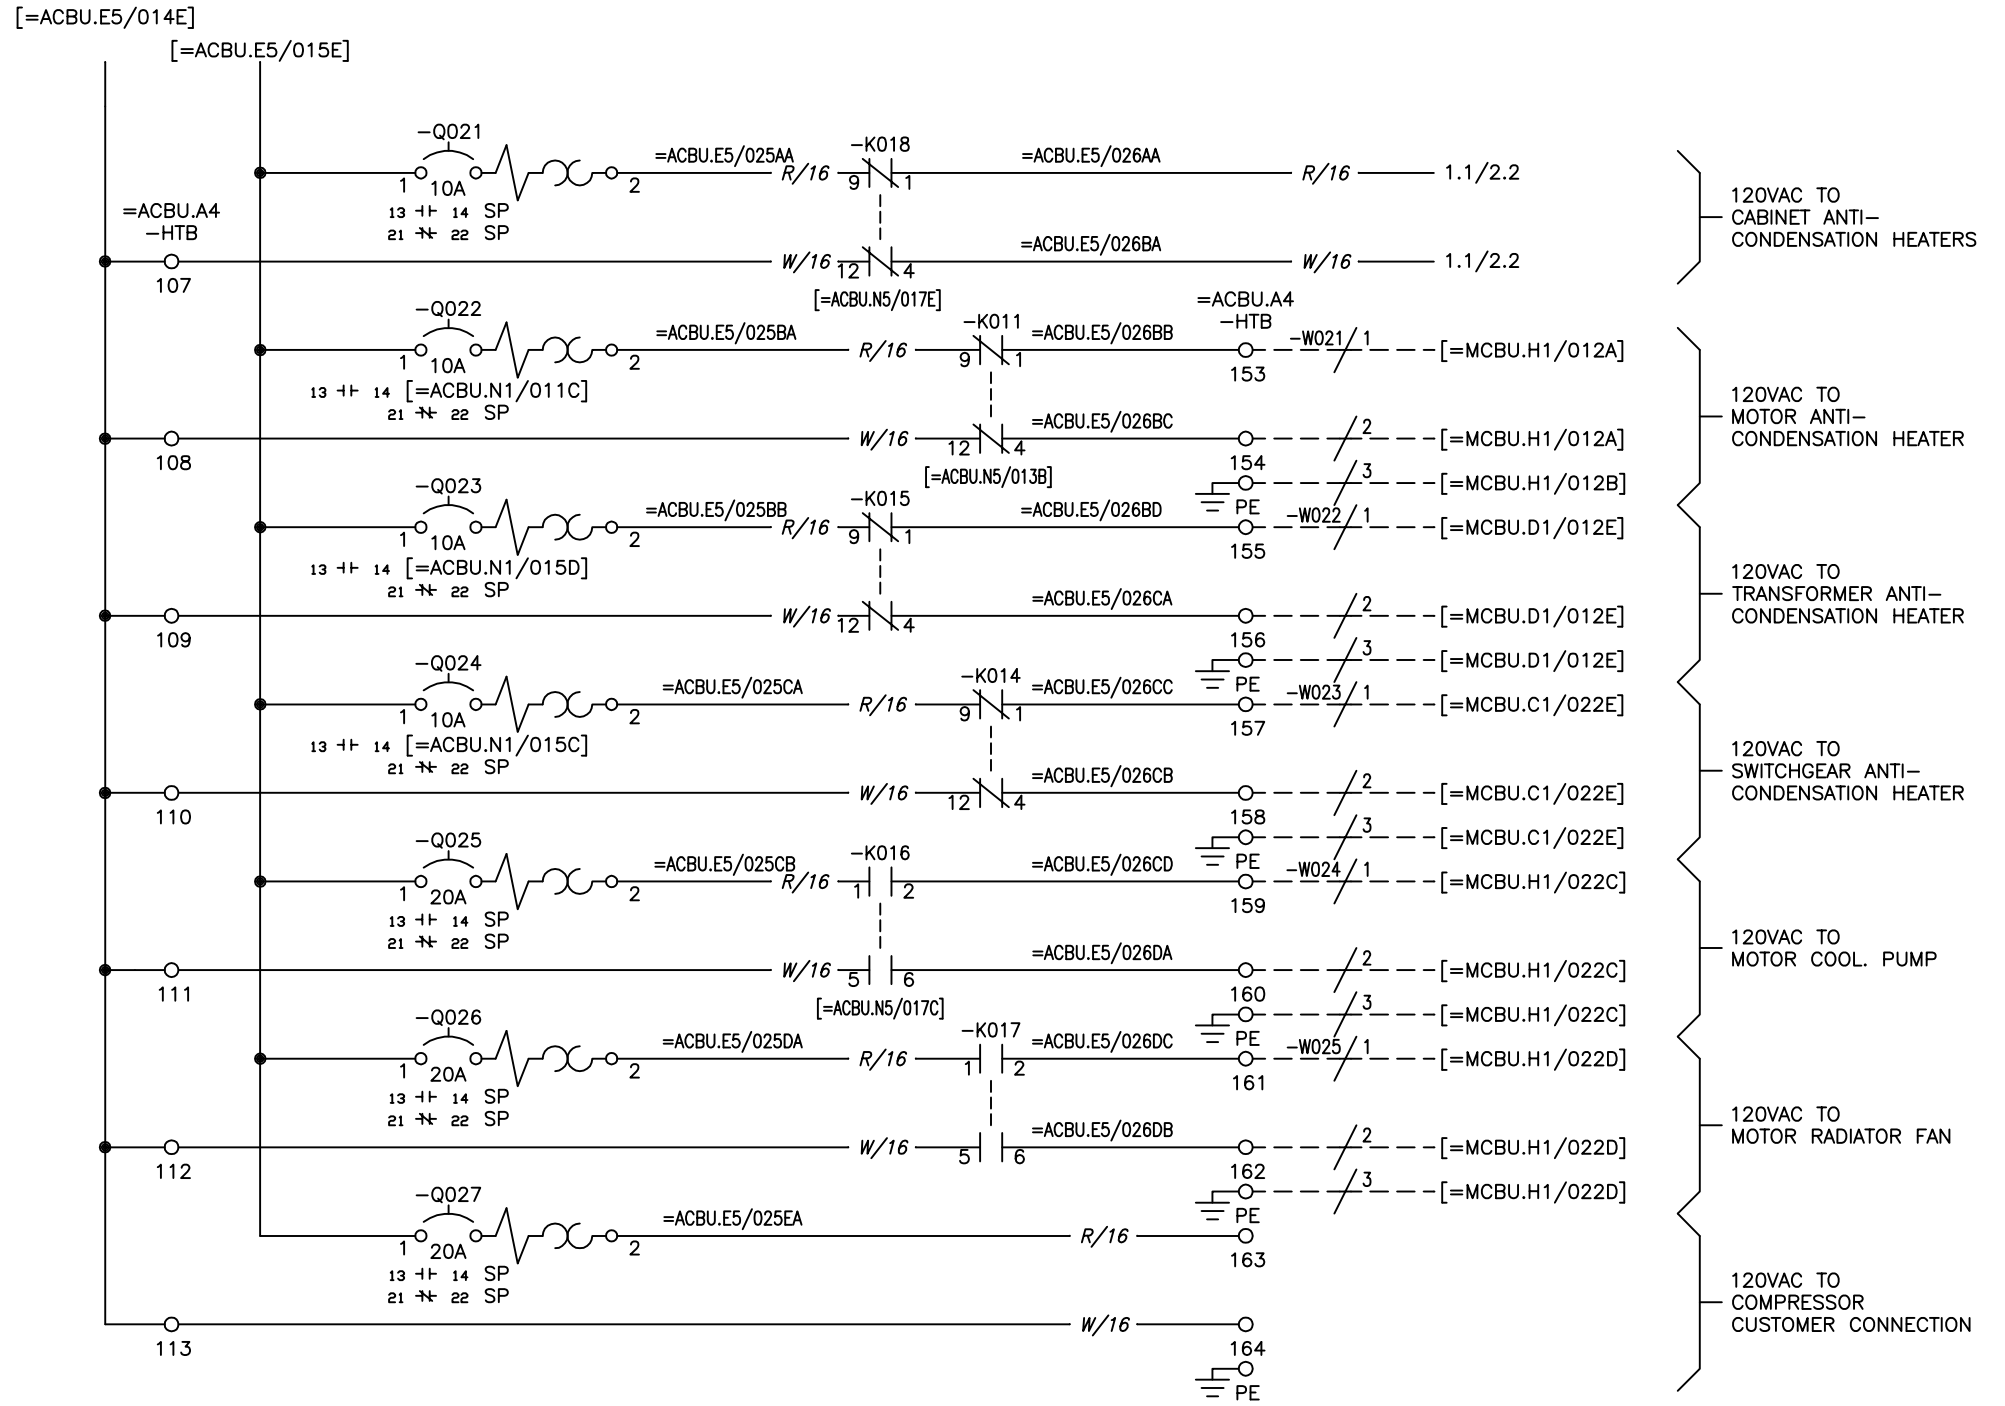 [=ACBU.E5/014E]
[=ACBU.E5/015E]
-Q021
-K018
=ACBU.E5/025AA
=ACBU.E5/026AA
1
10A
2
R/16
9
1
R/16
1.1/2.2
13 14 SP
21 22 SP
120VAC TO
CABINET ANTI-
CONDENSATION HEATERS
=ACBU.A4
-HTB
=ACBU.E5/026BA
107
W/16
12
4
W/16
1.1/2.2
[=ACBU.N5/017E]
=ACBU.A4
-HTB
-Q022
-K011
=ACBU.E5/025BA
=ACBU.E5/026BB
-W021
1
1
10A
2
R/16
9
1
153
[=MCBU.H1/012A]
13 14 [=ACBU.N1/011C]
21 22 SP
120VAC TO
MOTOR ANTI-
CONDENSATION HEATER
=ACBU.E5/026BC
108
W/16
12
4
154
2
[=MCBU.H1/012A]
[=ACBU.N5/013B]
PE
3
[=MCBU.H1/012B]
-Q023
-K015
=ACBU.E5/025BB
=ACBU.E5/026BD
-W022
1
1
10A
2
R/16
9
1
155
[=MCBU.D1/012E]
13 14 [=ACBU.N1/015D]
21 22 SP
120VAC TO
TRANSFORMER ANTI-
CONDENSATION HEATER
=ACBU.E5/026CA
109
W/16
12
4
156
2
[=MCBU.D1/012E]
PE
3
[=MCBU.D1/012E]
-Q024
-K014
=ACBU.E5/025CA
=ACBU.E5/026CC
-W023
1
1
10A
2
R/16
9
1
157
[=MCBU.C1/022E]
13 14 [=ACBU.N1/015C]
21 22 SP
120VAC TO
SWITCHGEAR ANTI-
CONDENSATION HEATER
=ACBU.E5/026CB
110
W/16
12
4
158
2
[=MCBU.C1/022E]
PE
3
[=MCBU.C1/022E]
-Q025
-K016
=ACBU.E5/025CB
=ACBU.E5/026CD
-W024
1
1
20A
2
R/16
1
2
159
[=MCBU.H1/022C]
13 14 SP
21 22 SP
120VAC TO
MOTOR COOL. PUMP
=ACBU.E5/026DA
111
W/16
5
6
160
2
[=MCBU.H1/022C]
[=ACBU.N5/017C]
PE
3
[=MCBU.H1/022C]
-Q026
-K017
=ACBU.E5/025DA
=ACBU.E5/026DC
-W025
1
1
20A
2
R/16
1
2
161
[=MCBU.H1/022D]
13 14 SP
21 22 SP
120VAC TO
MOTOR RADIATOR FAN
=ACBU.E5/026DB
112
W/16
5
6
162
2
[=MCBU.H1/022D]
PE
3
[=MCBU.H1/022D]
-Q027
=ACBU.E5/025EA
1
20A
2
R/16
163
13 14 SP
21 22 SP
120VAC TO
COMPRESSOR
CUSTOMER CONNECTION
113
W/16
164
PE